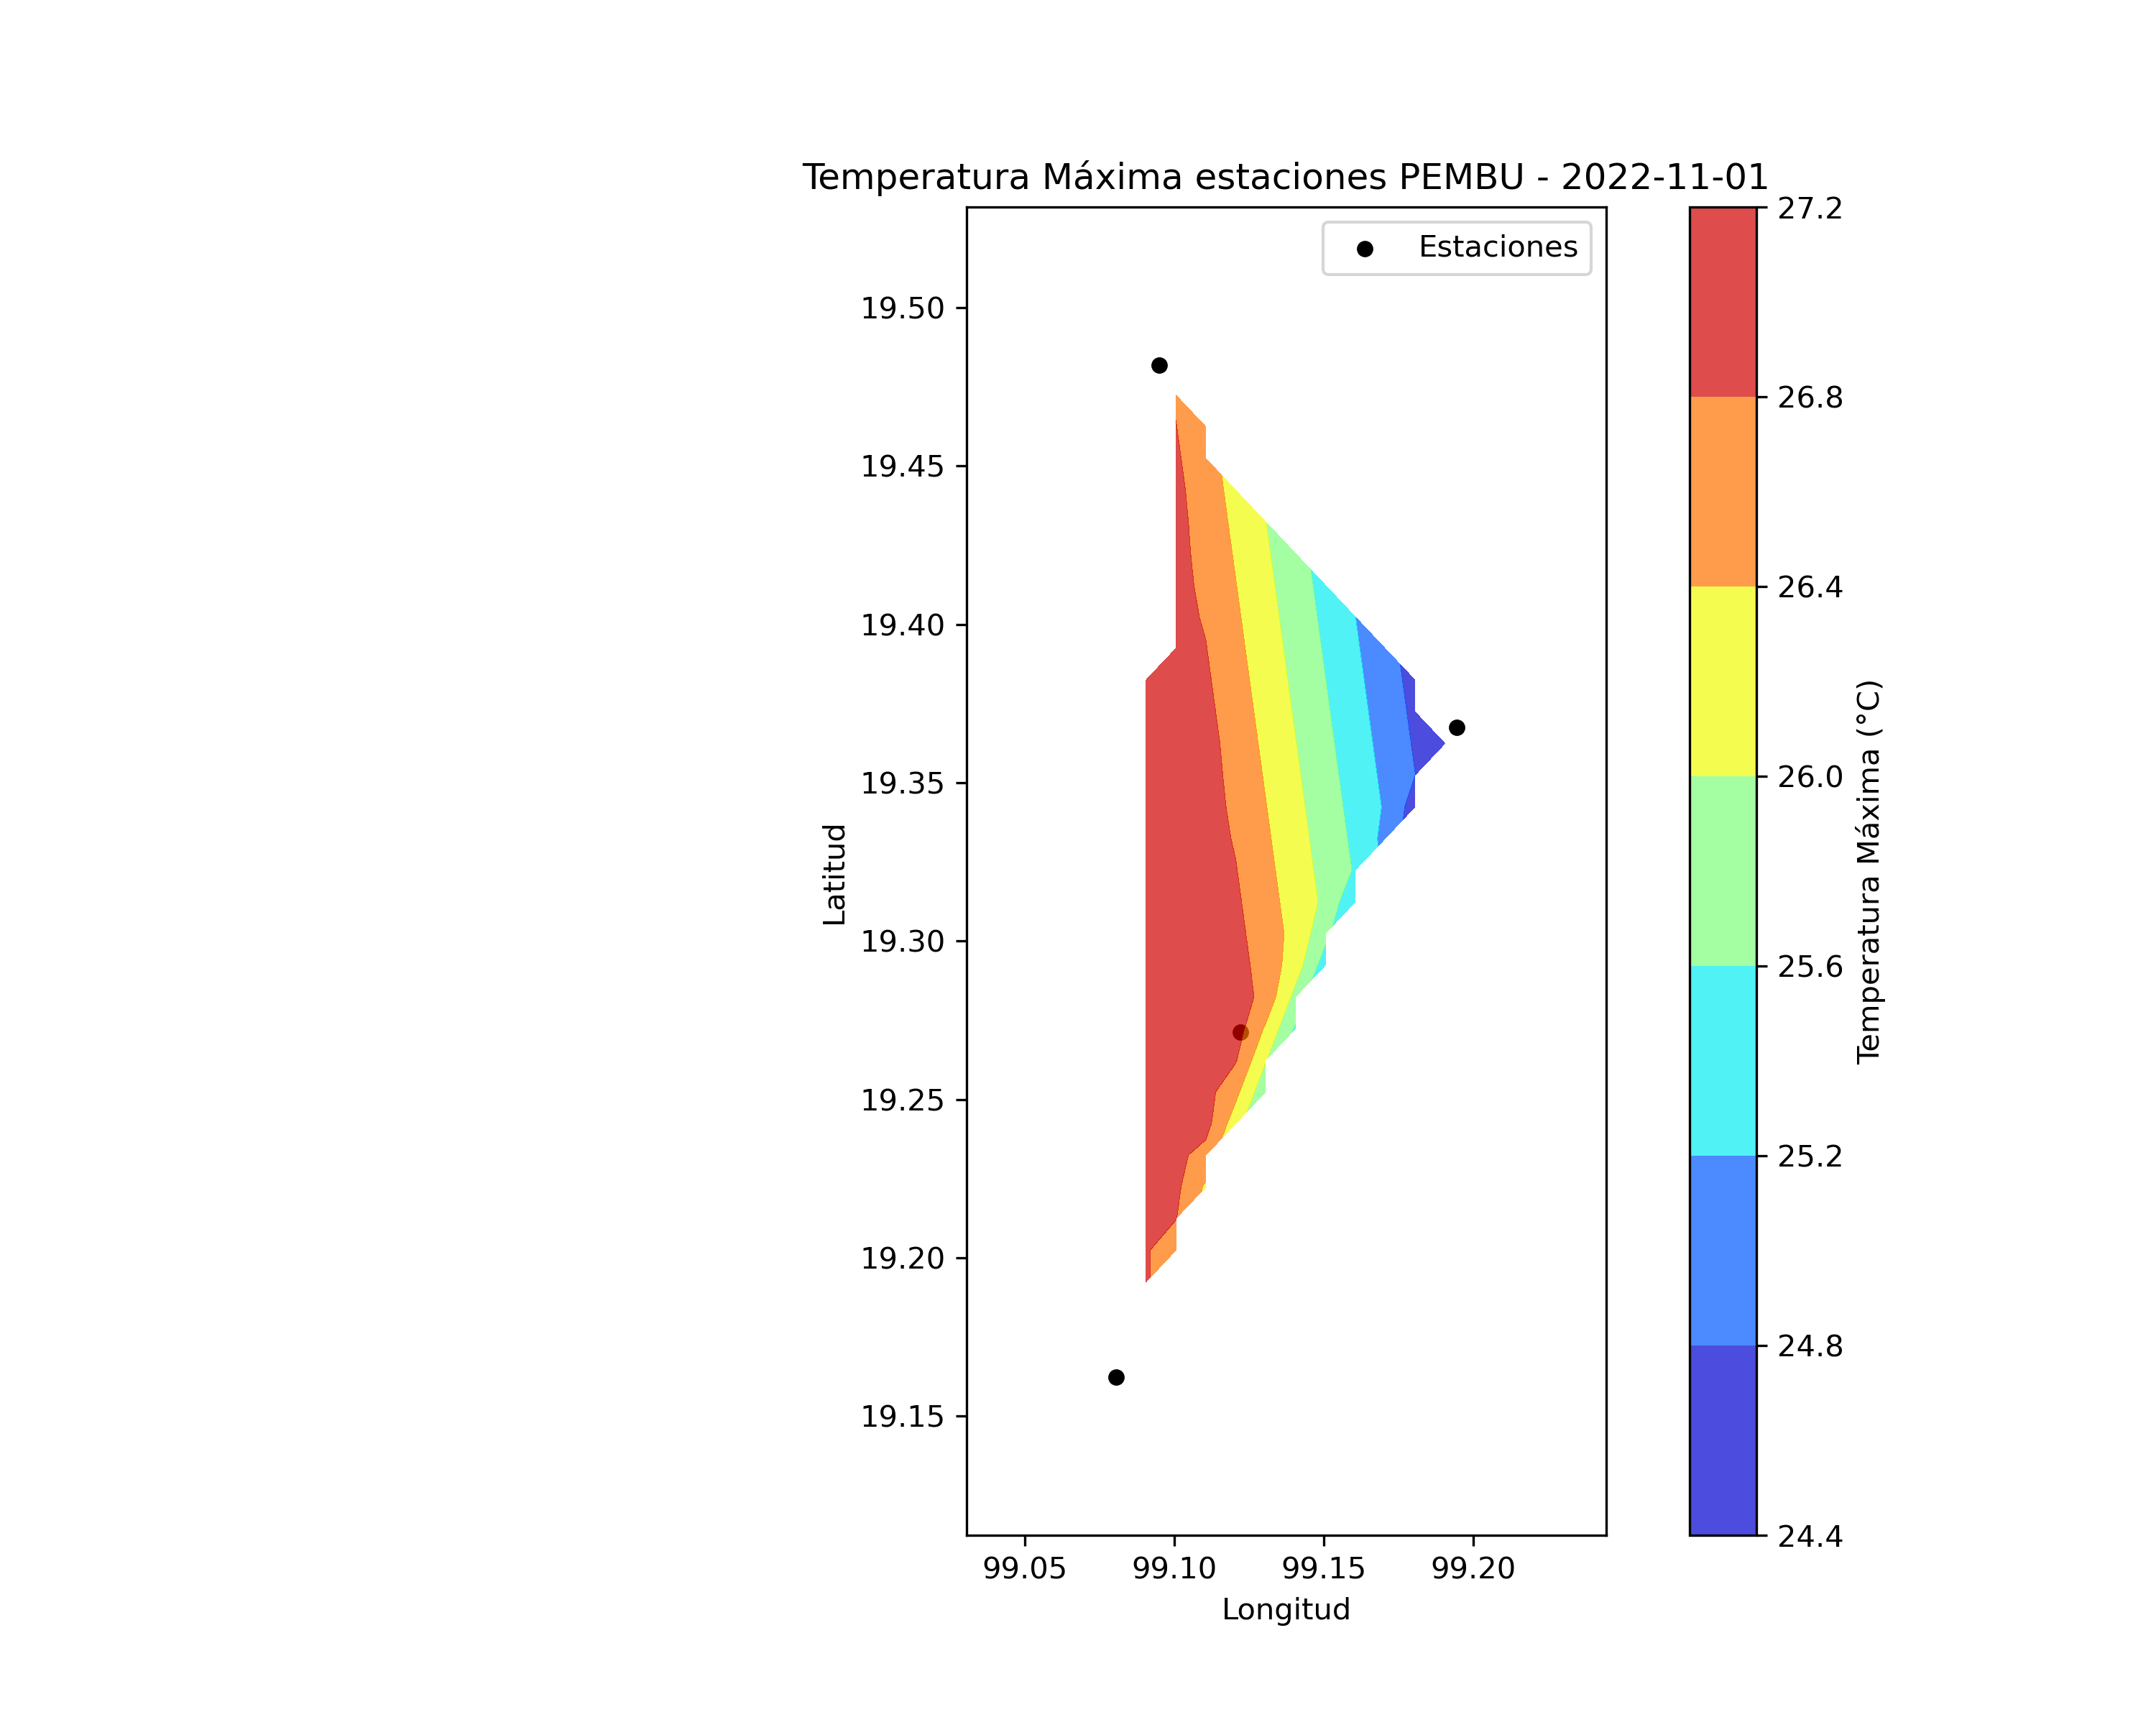 Temperatura Máxima estaciones PEMBU - 2022-11-01
Estaciones
19.50
19.45
19.40
19.35
19.30
19.25
19.20
19.15
Latitud
99.05 99.10 99.15 99.20
Longitud
27.2
26.8
26.4
26.0
25.6
25.2
24.8
24.4
Temperatura Máxima (°C)